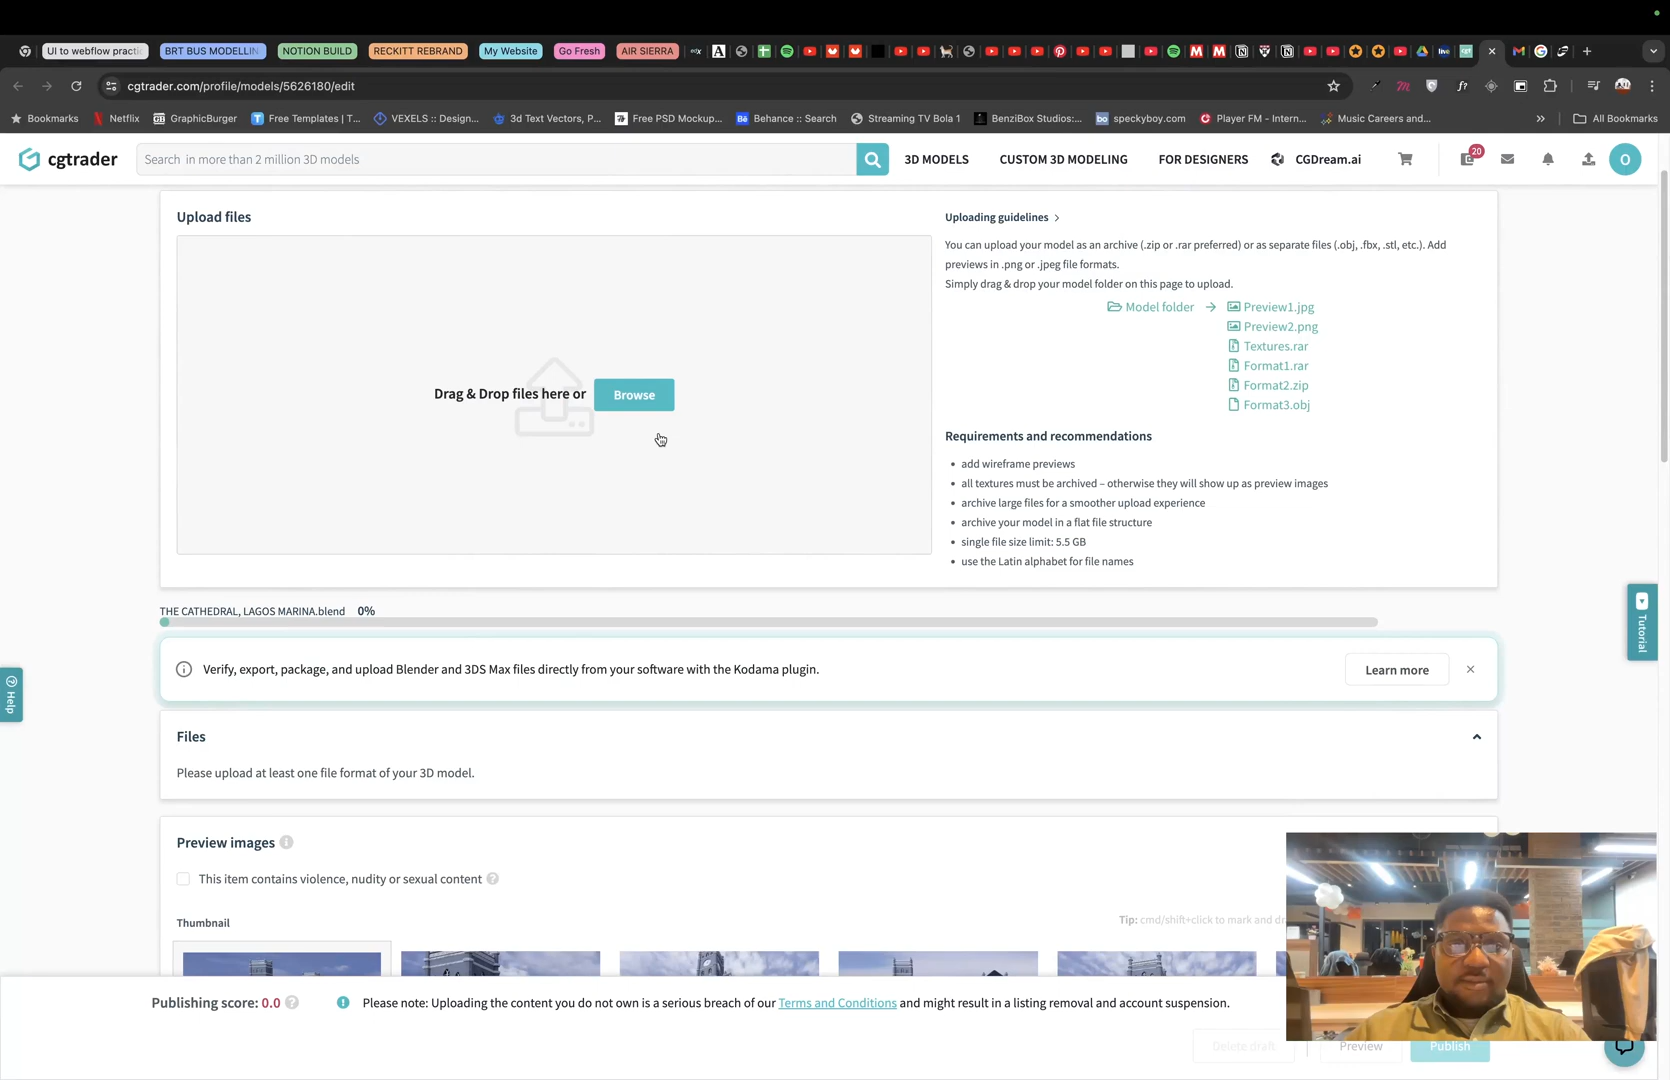 UI to webflow practi
BRT BUS MODELLIN
NOTION BUILD
RECKITT REBRAND
My Website
Go Fresh
AIR SIERRA
cgtrader.com/profile/models/5626180/edit
Bookmarks
Netflix
GraphicBurger
Free Templates | T...
VEXELS :: Design...
3d Text Vectors, P...
Free PSD Mockup...
Behance :: Search
Streaming TV Bola 1
BenziBox Studios:...
speckyboy.com
Player FM - Intern...
Music Careers and...
»
All Bookmarks
cgtrader
Search in more than 2 million 3D models
3D MODELS
CUSTOM 3D MODELING
FOR DESIGNERS
CGDream.ai
20
O
Upload files
Drag & Drop files here or
Browse
Uploading guidelines >
You can upload your model as an archive (.zip or .rar preferred) or as separate files (.obj, .fbx, .stl, etc.). Add
previews in .png or .jpeg file formats.
Simply drag & drop your model folder on this page to upload.
Model folder → Preview1.jpg
Preview2.png
Textures.rar
Format1.rar
Format2.zip
Format3.obj
Requirements and recommendations
• add wireframe previews
• all textures must be archived – otherwise they will show up as preview images
• archive large files for a smoother upload experience
• archive your model in a flat file structure
• single file size limit: 5.5 GB
• use the Latin alphabet for file names
Tutorial
THE CATHEDRAL, LAGOS MARINA.blend 0%
Verify, export, package, and upload Blender and 3DS Max files directly from your software with the Kodama plugin.
Learn more
Help
Files
Please upload at least one file format of your 3D model.
Preview images
This item contains violence, nudity or sexual content
Thumbnail
Tip: cmd/shift+click to mark and dr
Publishing score: 0.0
Please note: Uploading the content you do not own is a serious breach of our Terms and Conditions and might result in a listing removal and account suspension.
Delete draft
Preview
Publish